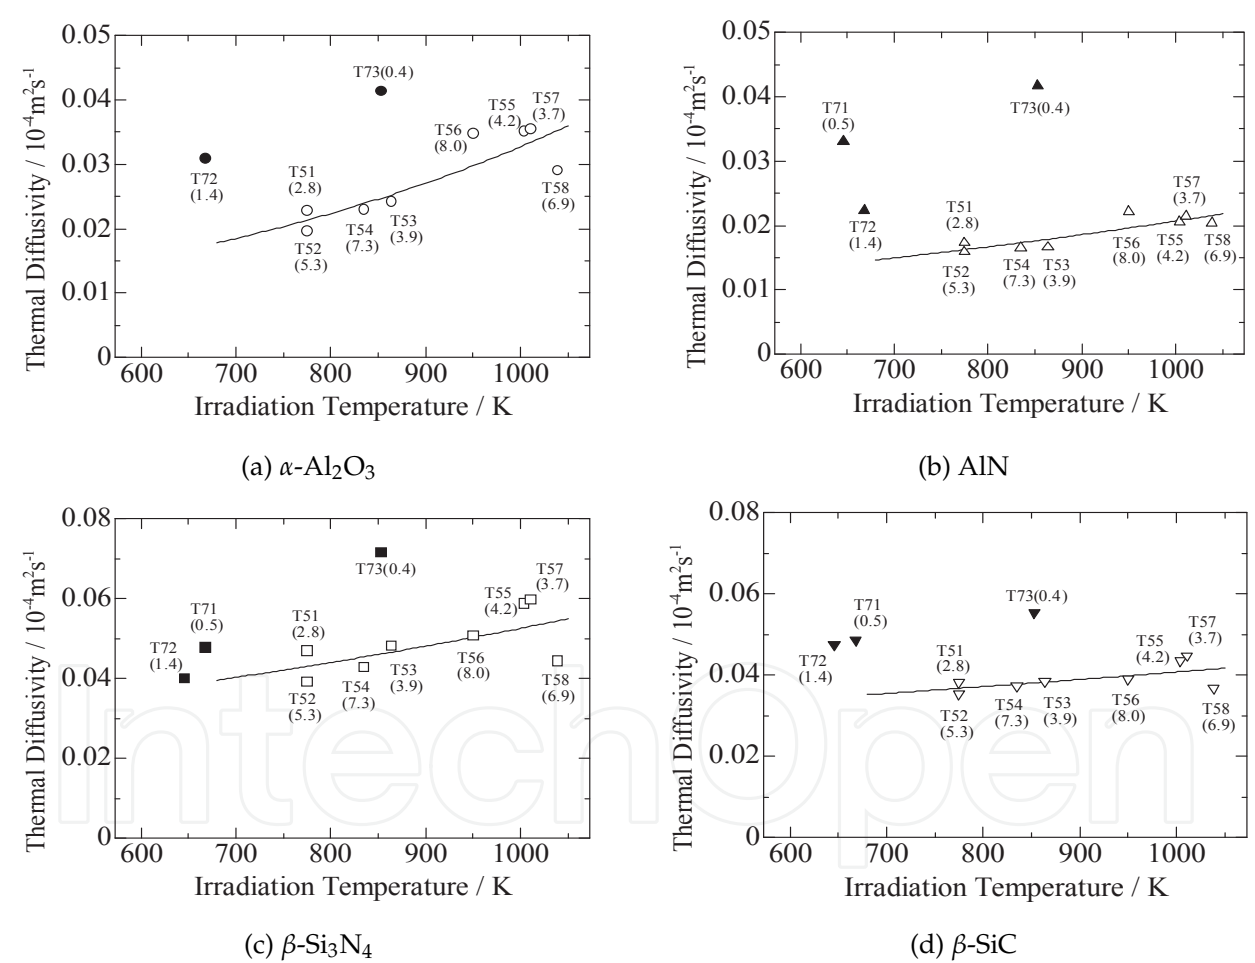 0.05
0.04
0.03
0.02
0.01
0
Thermal Diffusivity / 10⁻⁴m²s⁻¹
T73(0.4)
T72
(1.4)
T51
(2.8)
T52
(5.3)
T54
(7.3)
T53
(3.9)
T56
(8.0)
T55
(4.2)
T57
(3.7)
T58
(6.9)
600 700 800 900 1000
Irradiation Temperature / K
(a) α-Al₂O₃
0.05
0.04
0.03
0.02
0.01
0
Thermal Diffusivity / 10⁻⁴m²s⁻¹
T71
(0.5)
T73(0.4)
T72
(1.4)
T51
(2.8)
T52
(5.3)
T54
(7.3)
T53
(3.9)
T56
(8.0)
T55
(4.2)
T57
(3.7)
T58
(6.9)
600 700 800 900 1000
Irradiation Temperature / K
(b) AlN
0.08
0.06
0.04
0.02
0
Thermal Diffusivity / 10⁻⁴m²s⁻¹
T73(0.4)
T71
(0.5)
T72
(1.4)
T51
(2.8)
T52
(5.3)
T54
(7.3)
T53
(3.9)
T56
(8.0)
T55
(4.2)
T57
(3.7)
T58
(6.9)
600 700 800 900 1000
Irradiation Temperature / K
(c) β-Si₃N₄
0.08
0.06
0.04
0.02
0
Thermal Diffusivity / 10⁻⁴m²s⁻¹
T71
(0.5)
T73(0.4)
T72
(1.4)
T51
(2.8)
T52
(5.3)
T54
(7.3)
T53
(3.9)
T56
(8.0)
T55
(4.2)
T57
(3.7)
T58
(6.9)
600 700 800 900 1000
Irradiation Temperature / K
(d) β-SiC
IntechOpen